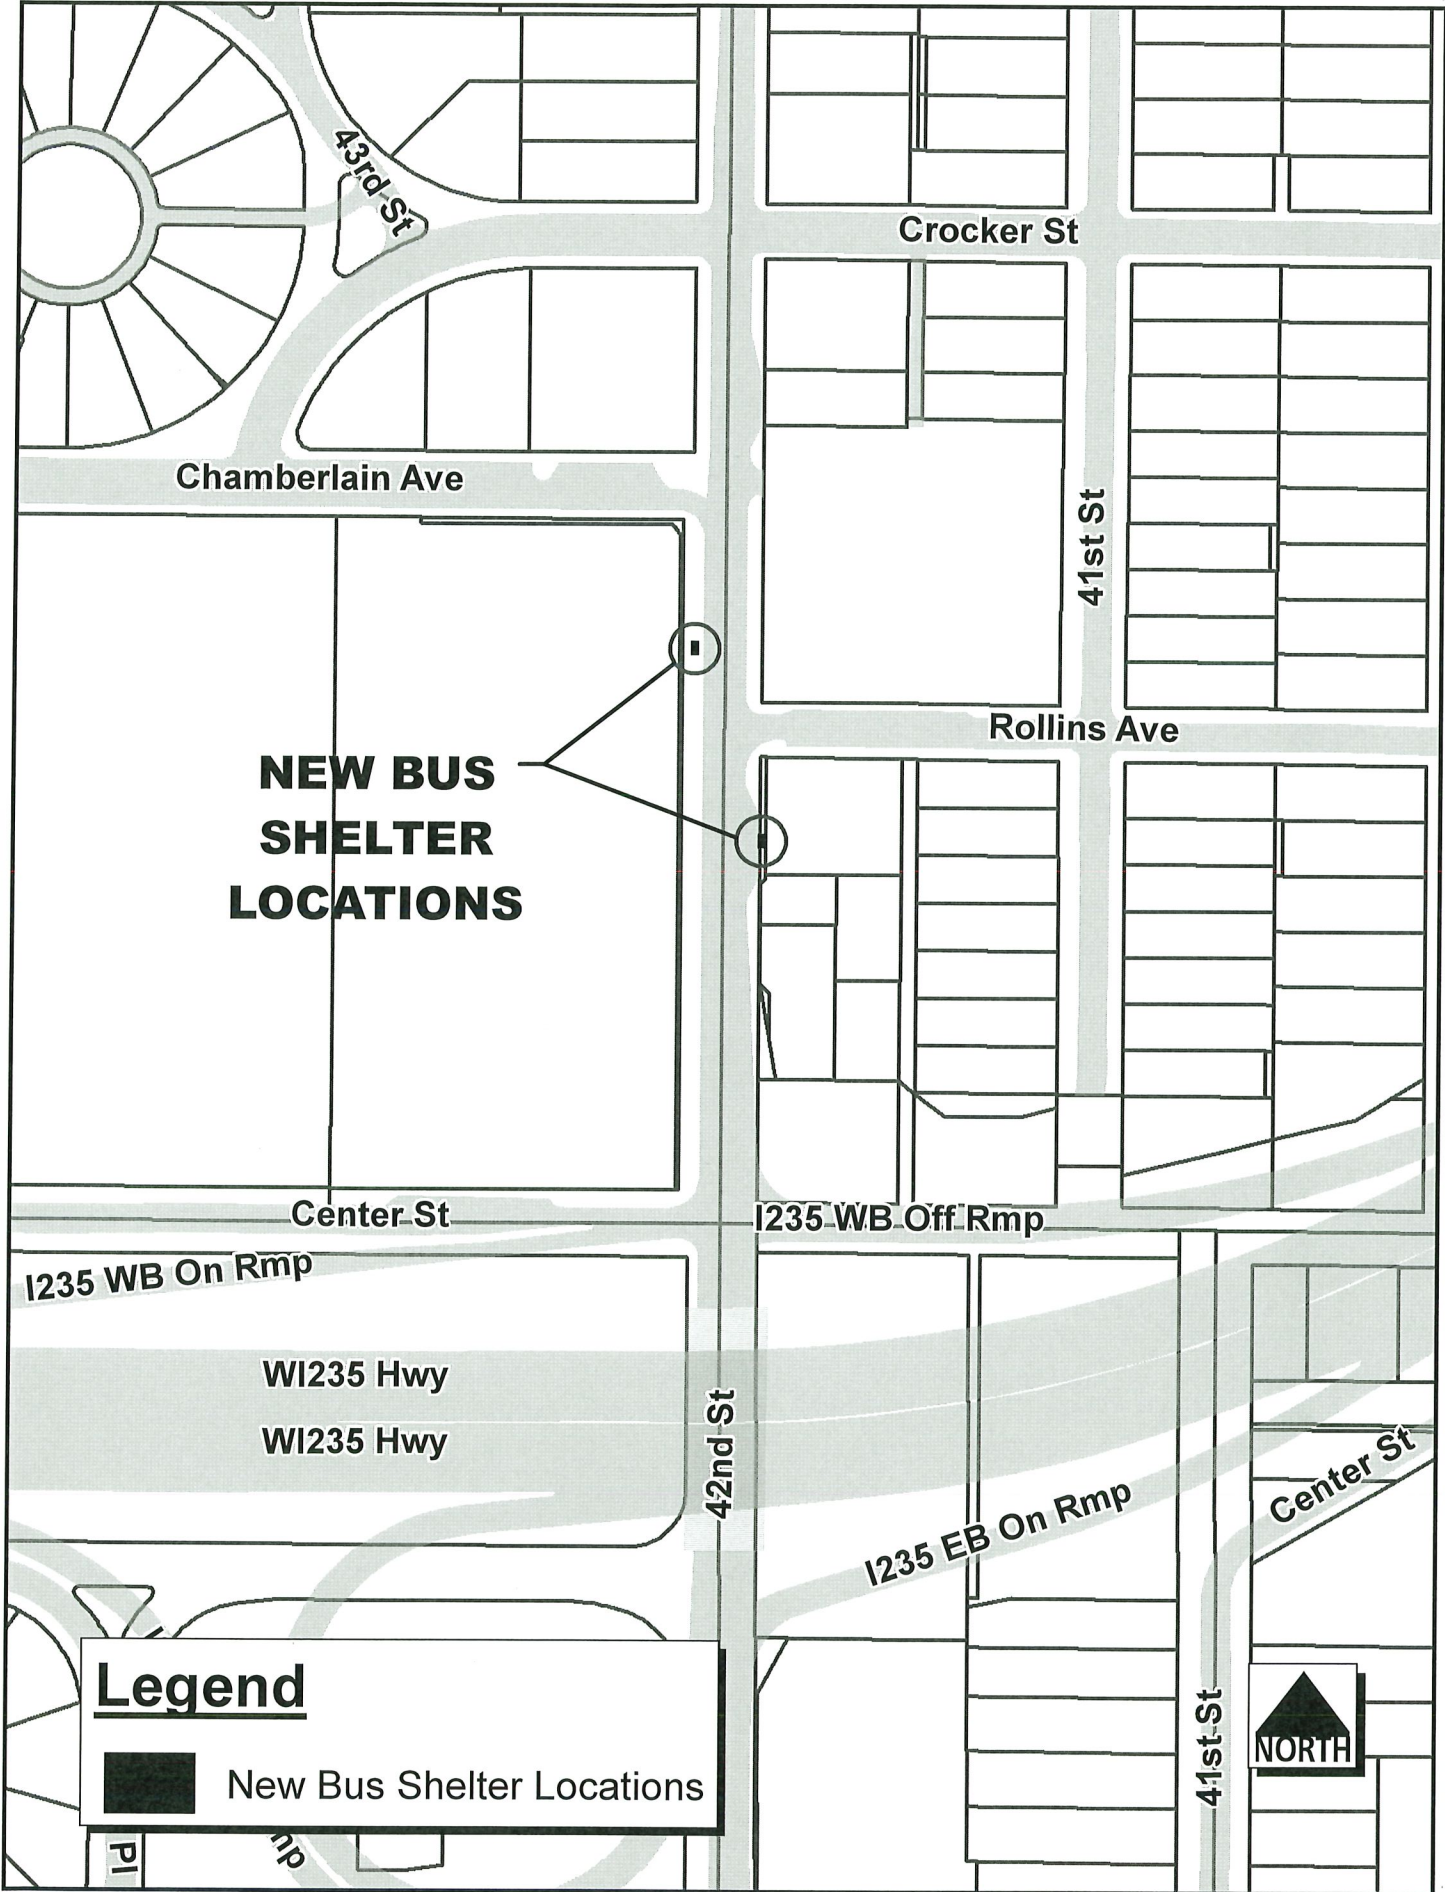 43rd St
Crocker St
Chamberlain Ave
41st St
Rollins Ave
NEW BUS
SHELTER
LOCATIONS
Center St
I235 WB Off Rmp
I235 WB On Rmp
WI235 Hwy
WI235 Hwy
42nd St
Center St
I235 EB On Rmp
Legend
New Bus Shelter Locations
41st St
NORTH
Pl
mp